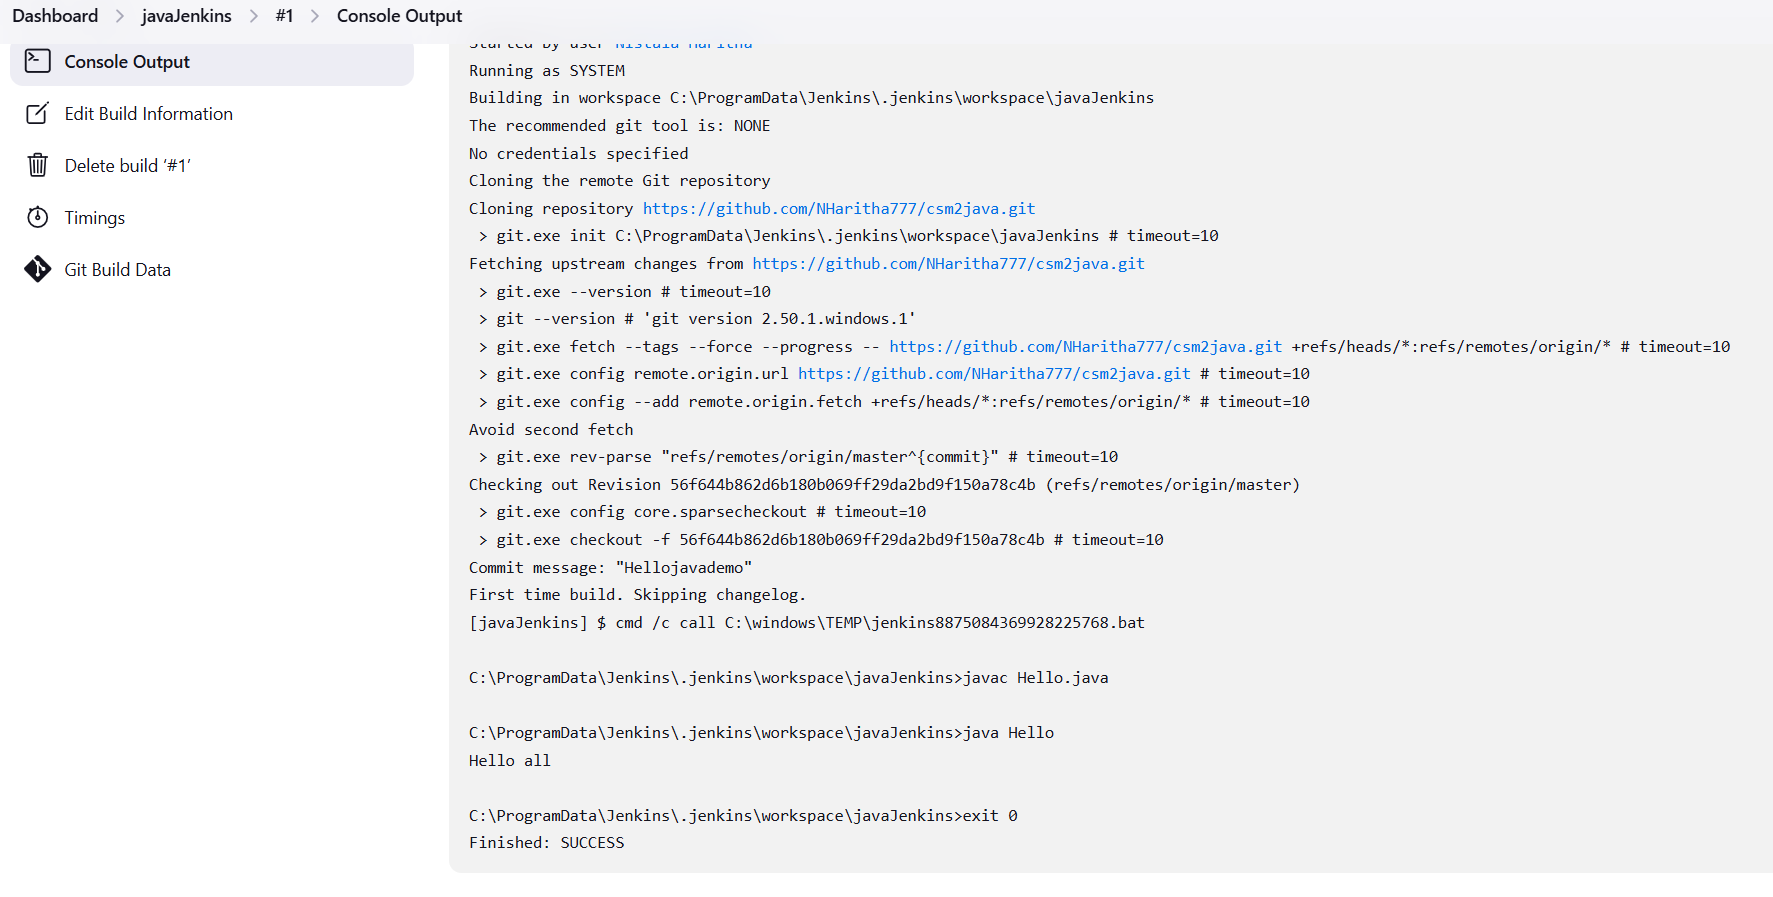 Dashboard > javaJenkins > #1 > Console Output
Console Output
Edit Build Information
Delete build ‘#1’
Timings
Git Build Data
Started by user Nistala Haritha
Running as SYSTEM
Building in workspace C:\ProgramData\Jenkins\.jenkins\workspace\javaJenkins
The recommended git tool is: NONE
No credentials specified
Cloning the remote Git repository
Cloning repository https://github.com/NHaritha777/csm2java.git
> git.exe init C:\ProgramData\Jenkins\.jenkins\workspace\javaJenkins # timeout=10
Fetching upstream changes from https://github.com/NHaritha777/csm2java.git
> git.exe --version # timeout=10
> git --version # 'git version 2.50.1.windows.1'
> git.exe fetch --tags --force --progress -- https://github.com/NHaritha777/csm2java.git +refs/heads/*:refs/remotes/origin/* # timeout=10
> git.exe config remote.origin.url https://github.com/NHaritha777/csm2java.git # timeout=10
> git.exe config --add remote.origin.fetch +refs/heads/*:refs/remotes/origin/* # timeout=10
Avoid second fetch
> git.exe rev-parse "refs/remotes/origin/master^{commit}" # timeout=10
Checking out Revision 56f644b862d6b180b069ff29da2bd9f150a78c4b (refs/remotes/origin/master)
> git.exe config core.sparsecheckout # timeout=10
> git.exe checkout -f 56f644b862d6b180b069ff29da2bd9f150a78c4b # timeout=10
Commit message: "Hellojavademo"
First time build. Skipping changelog.
[javaJenkins] $ cmd /c call C:\windows\TEMP\jenkins8875084369928225768.bat
C:\ProgramData\Jenkins\.jenkins\workspace\javaJenkins>javac Hello.java
C:\ProgramData\Jenkins\.jenkins\workspace\javaJenkins>java Hello
Hello all
C:\ProgramData\Jenkins\.jenkins\workspace\javaJenkins>exit 0
Finished: SUCCESS